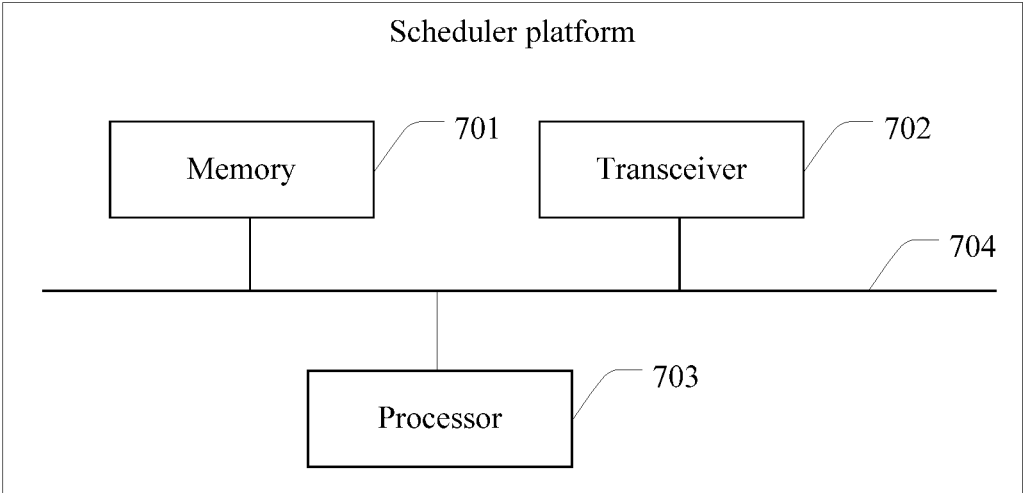 Scheduler platform
701
702
Memory
Transceiver
704
703
Processor